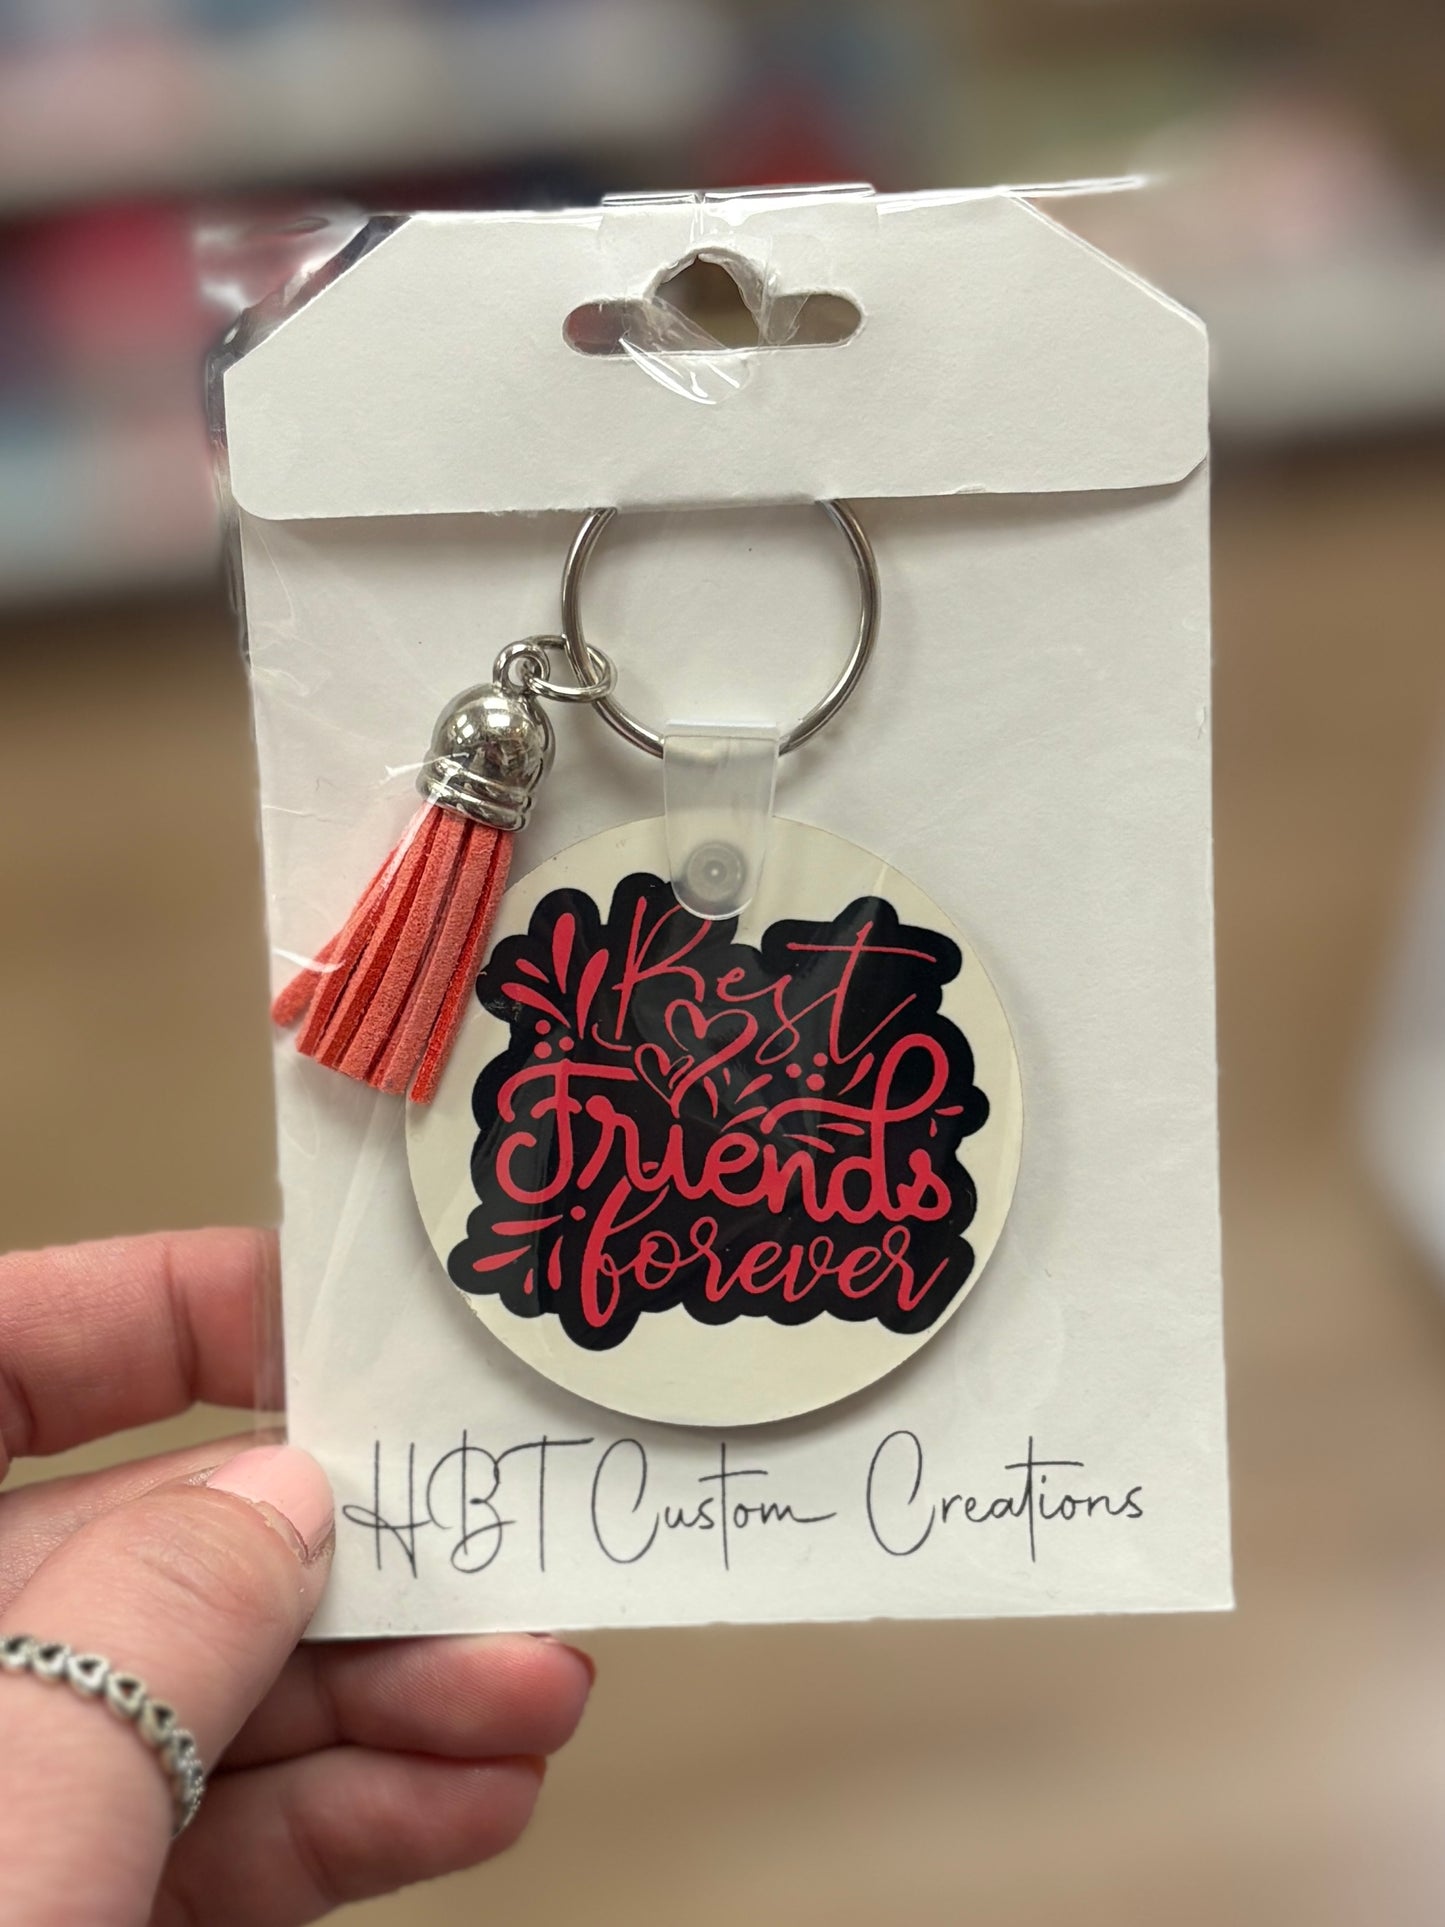 Best
Friends
forever
HBT Custom Creations